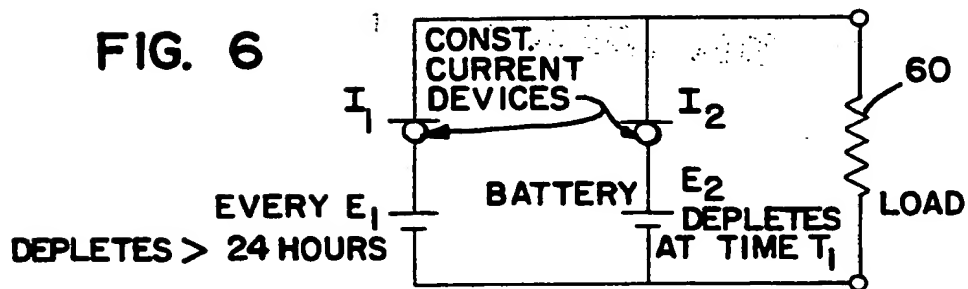 FIG. 6
CONST.
CURRENT
DEVICES
I1
I2
60
EVERY E1
DEPLETES > 24 HOURS
BATTERY
E2
DEPLETES
AT TIME T1
LOAD